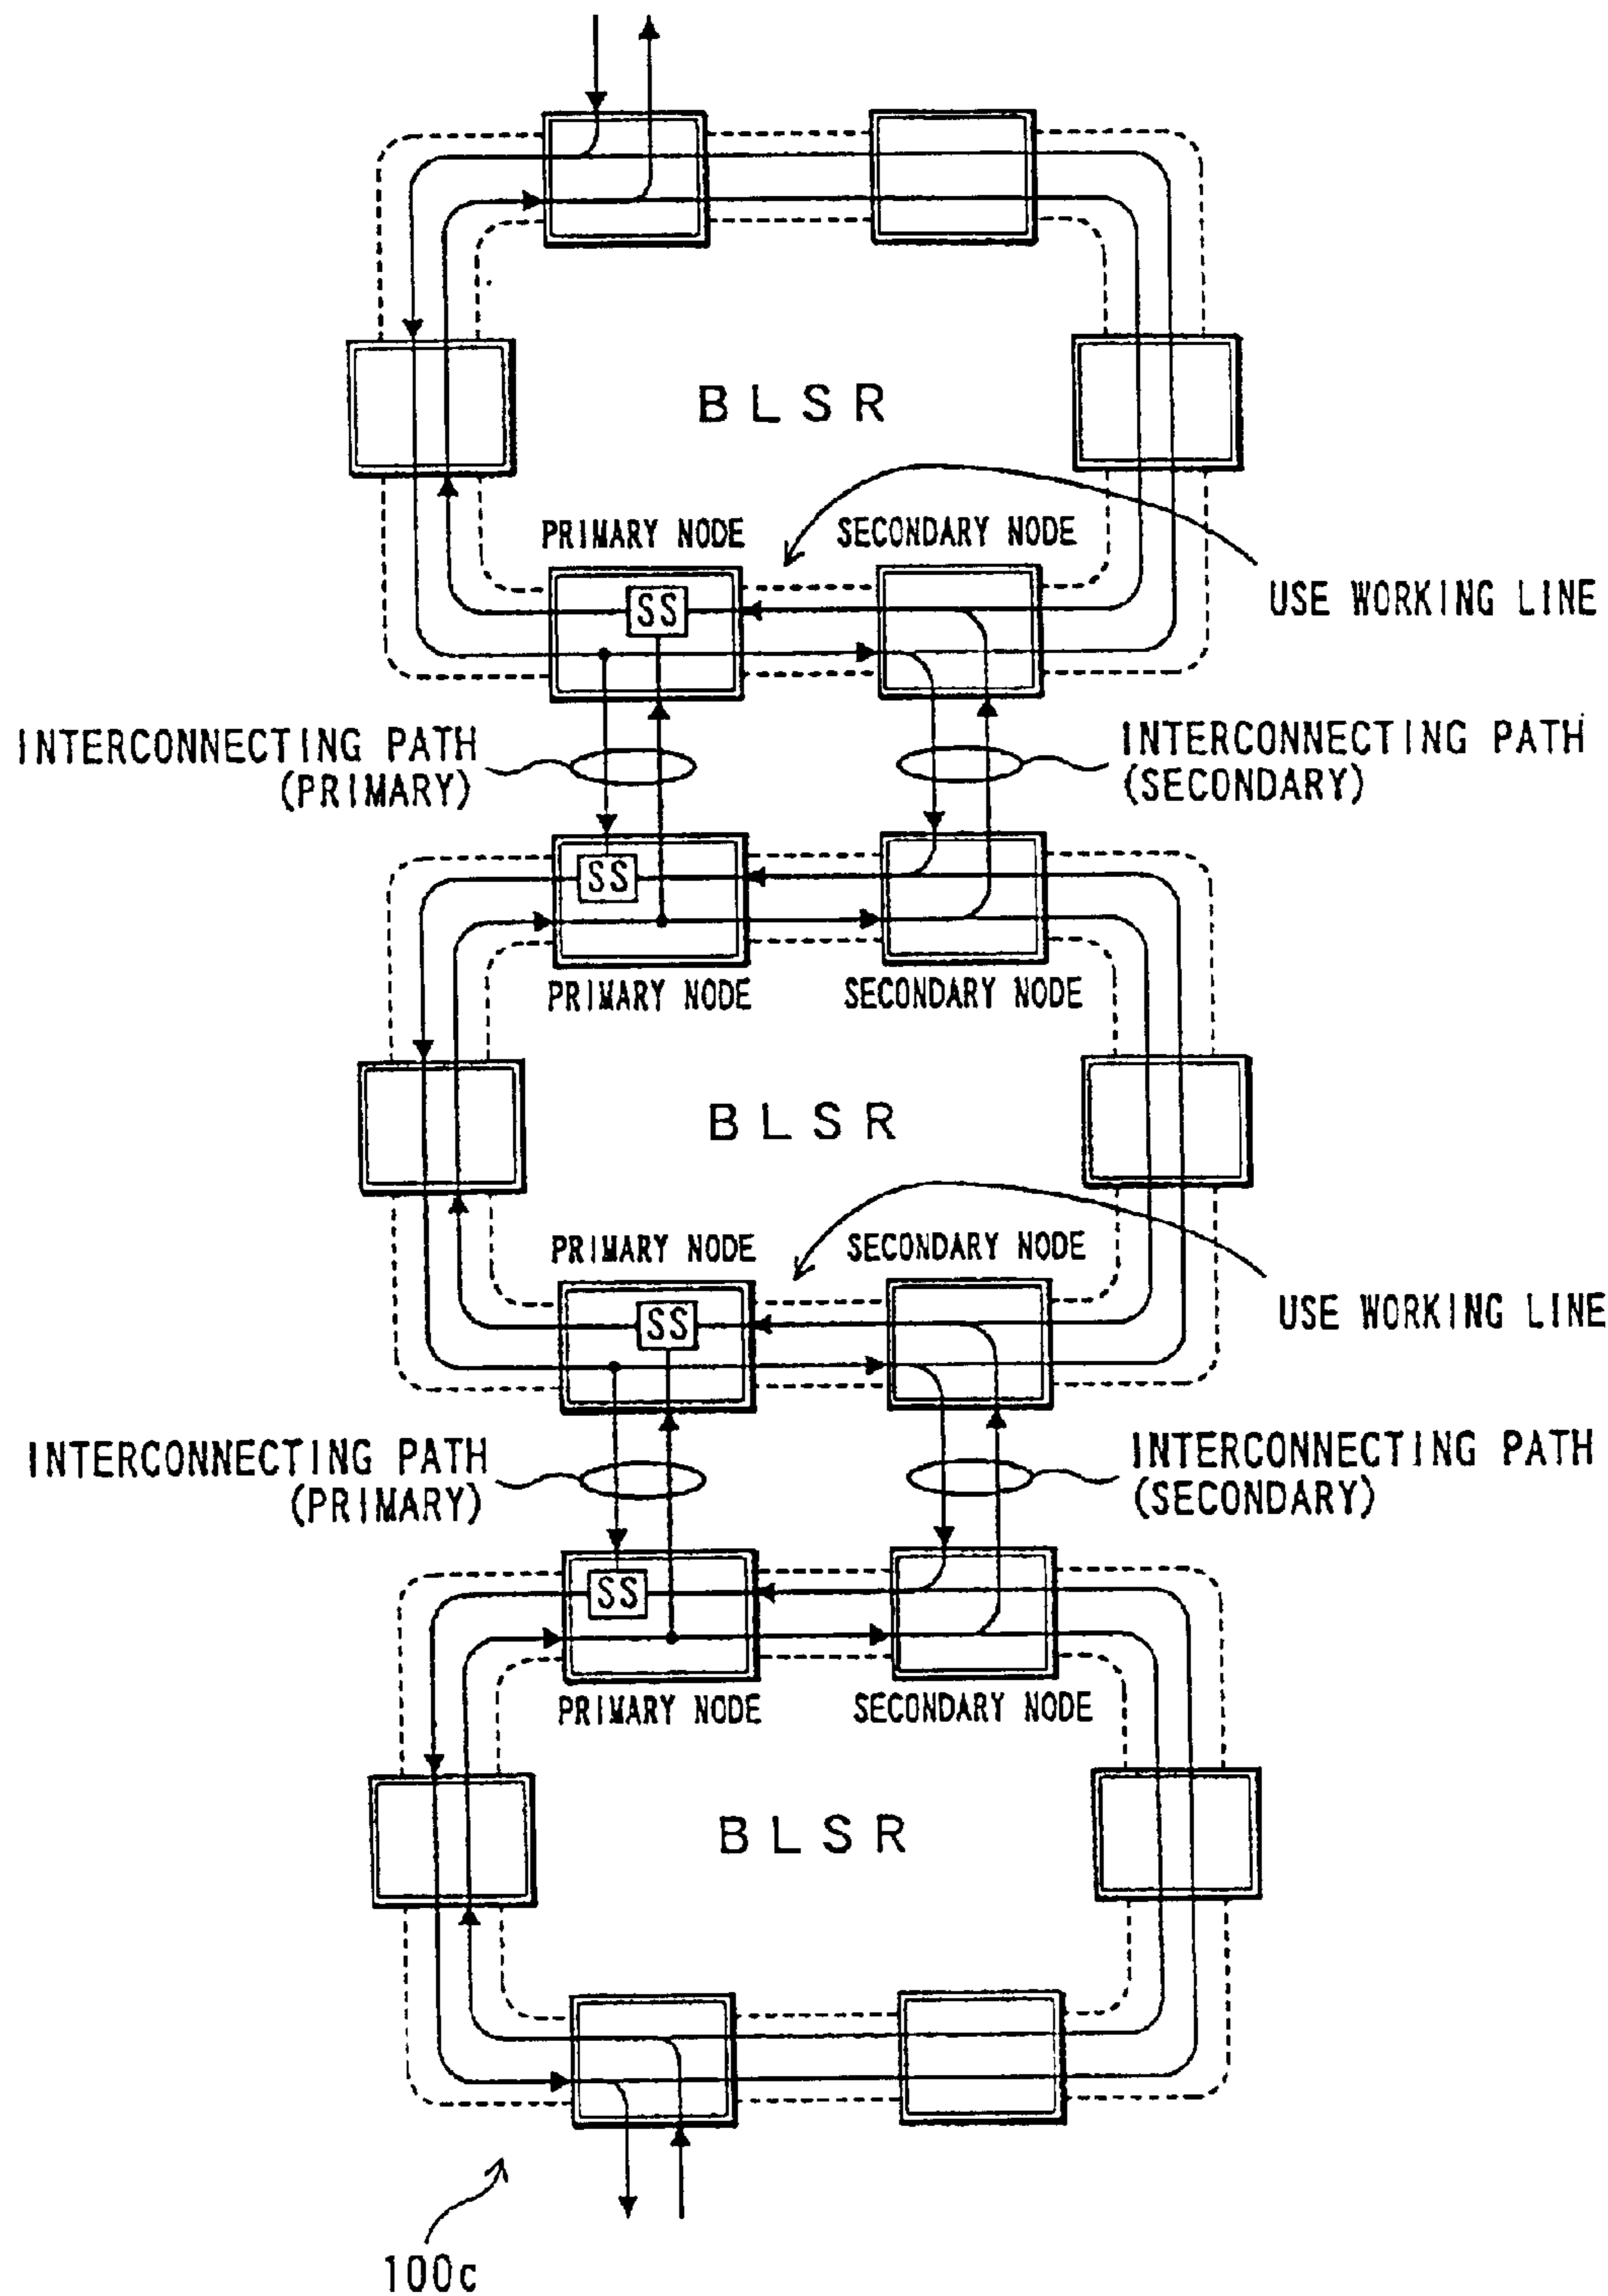 BLSR
PRIMARY NODE
SECONDARY NODE
USE WORKING LINE
SS
INTERCONNECTING PATH
(PRIMARY)
INTERCONNECTING PATH
(SECONDARY)
SS
PRIMARY NODE
SECONDARY NODE
BLSR
PRIMARY NODE
SECONDARY NODE
USE WORKING LINE
SS
INTERCONNECTING PATH
(PRIMARY)
INTERCONNECTING PATH
(SECONDARY)
SS
PRIMARY NODE
SECONDARY NODE
BLSR
100c